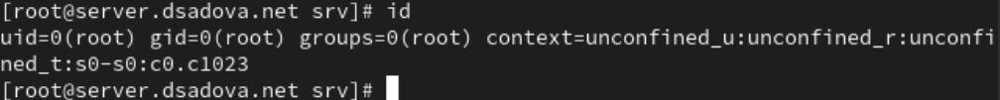 [root@server.dsadova.net srv]# id
uid=0(root) gid=0(root) groups=0(root) context=unconfined_u:unconfined_r:unconfi
ned_t:s0-s0:c0.c1023
[root@server.dsadova.net srv]#